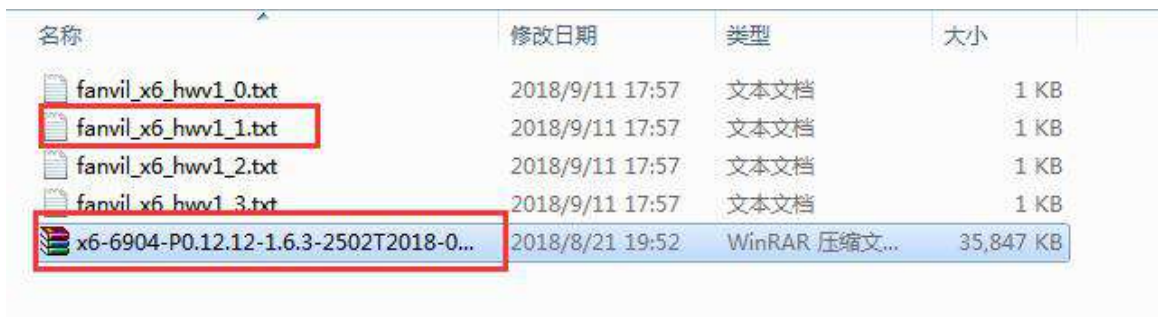 名称 修改日期 类型 大小
fanvil_x6_hwv1_0.txt 2018/9/11 17:57 文本文档 1 KB
fanvil_x6_hwv1_1.txt 2018/9/11 17:57 文本文档 1 KB
fanvil_x6_hwv1_2.txt 2018/9/11 17:57 文本文档 1 KB
fanvil_x6_hwv1_3.txt 2018/9/11 17:57 文本文档 1 KB
x6-6904-P0.12.12-1.6.3-2502T2018-0... 2018/8/21 19:52 WinRAR 压缩文... 35,847 KB